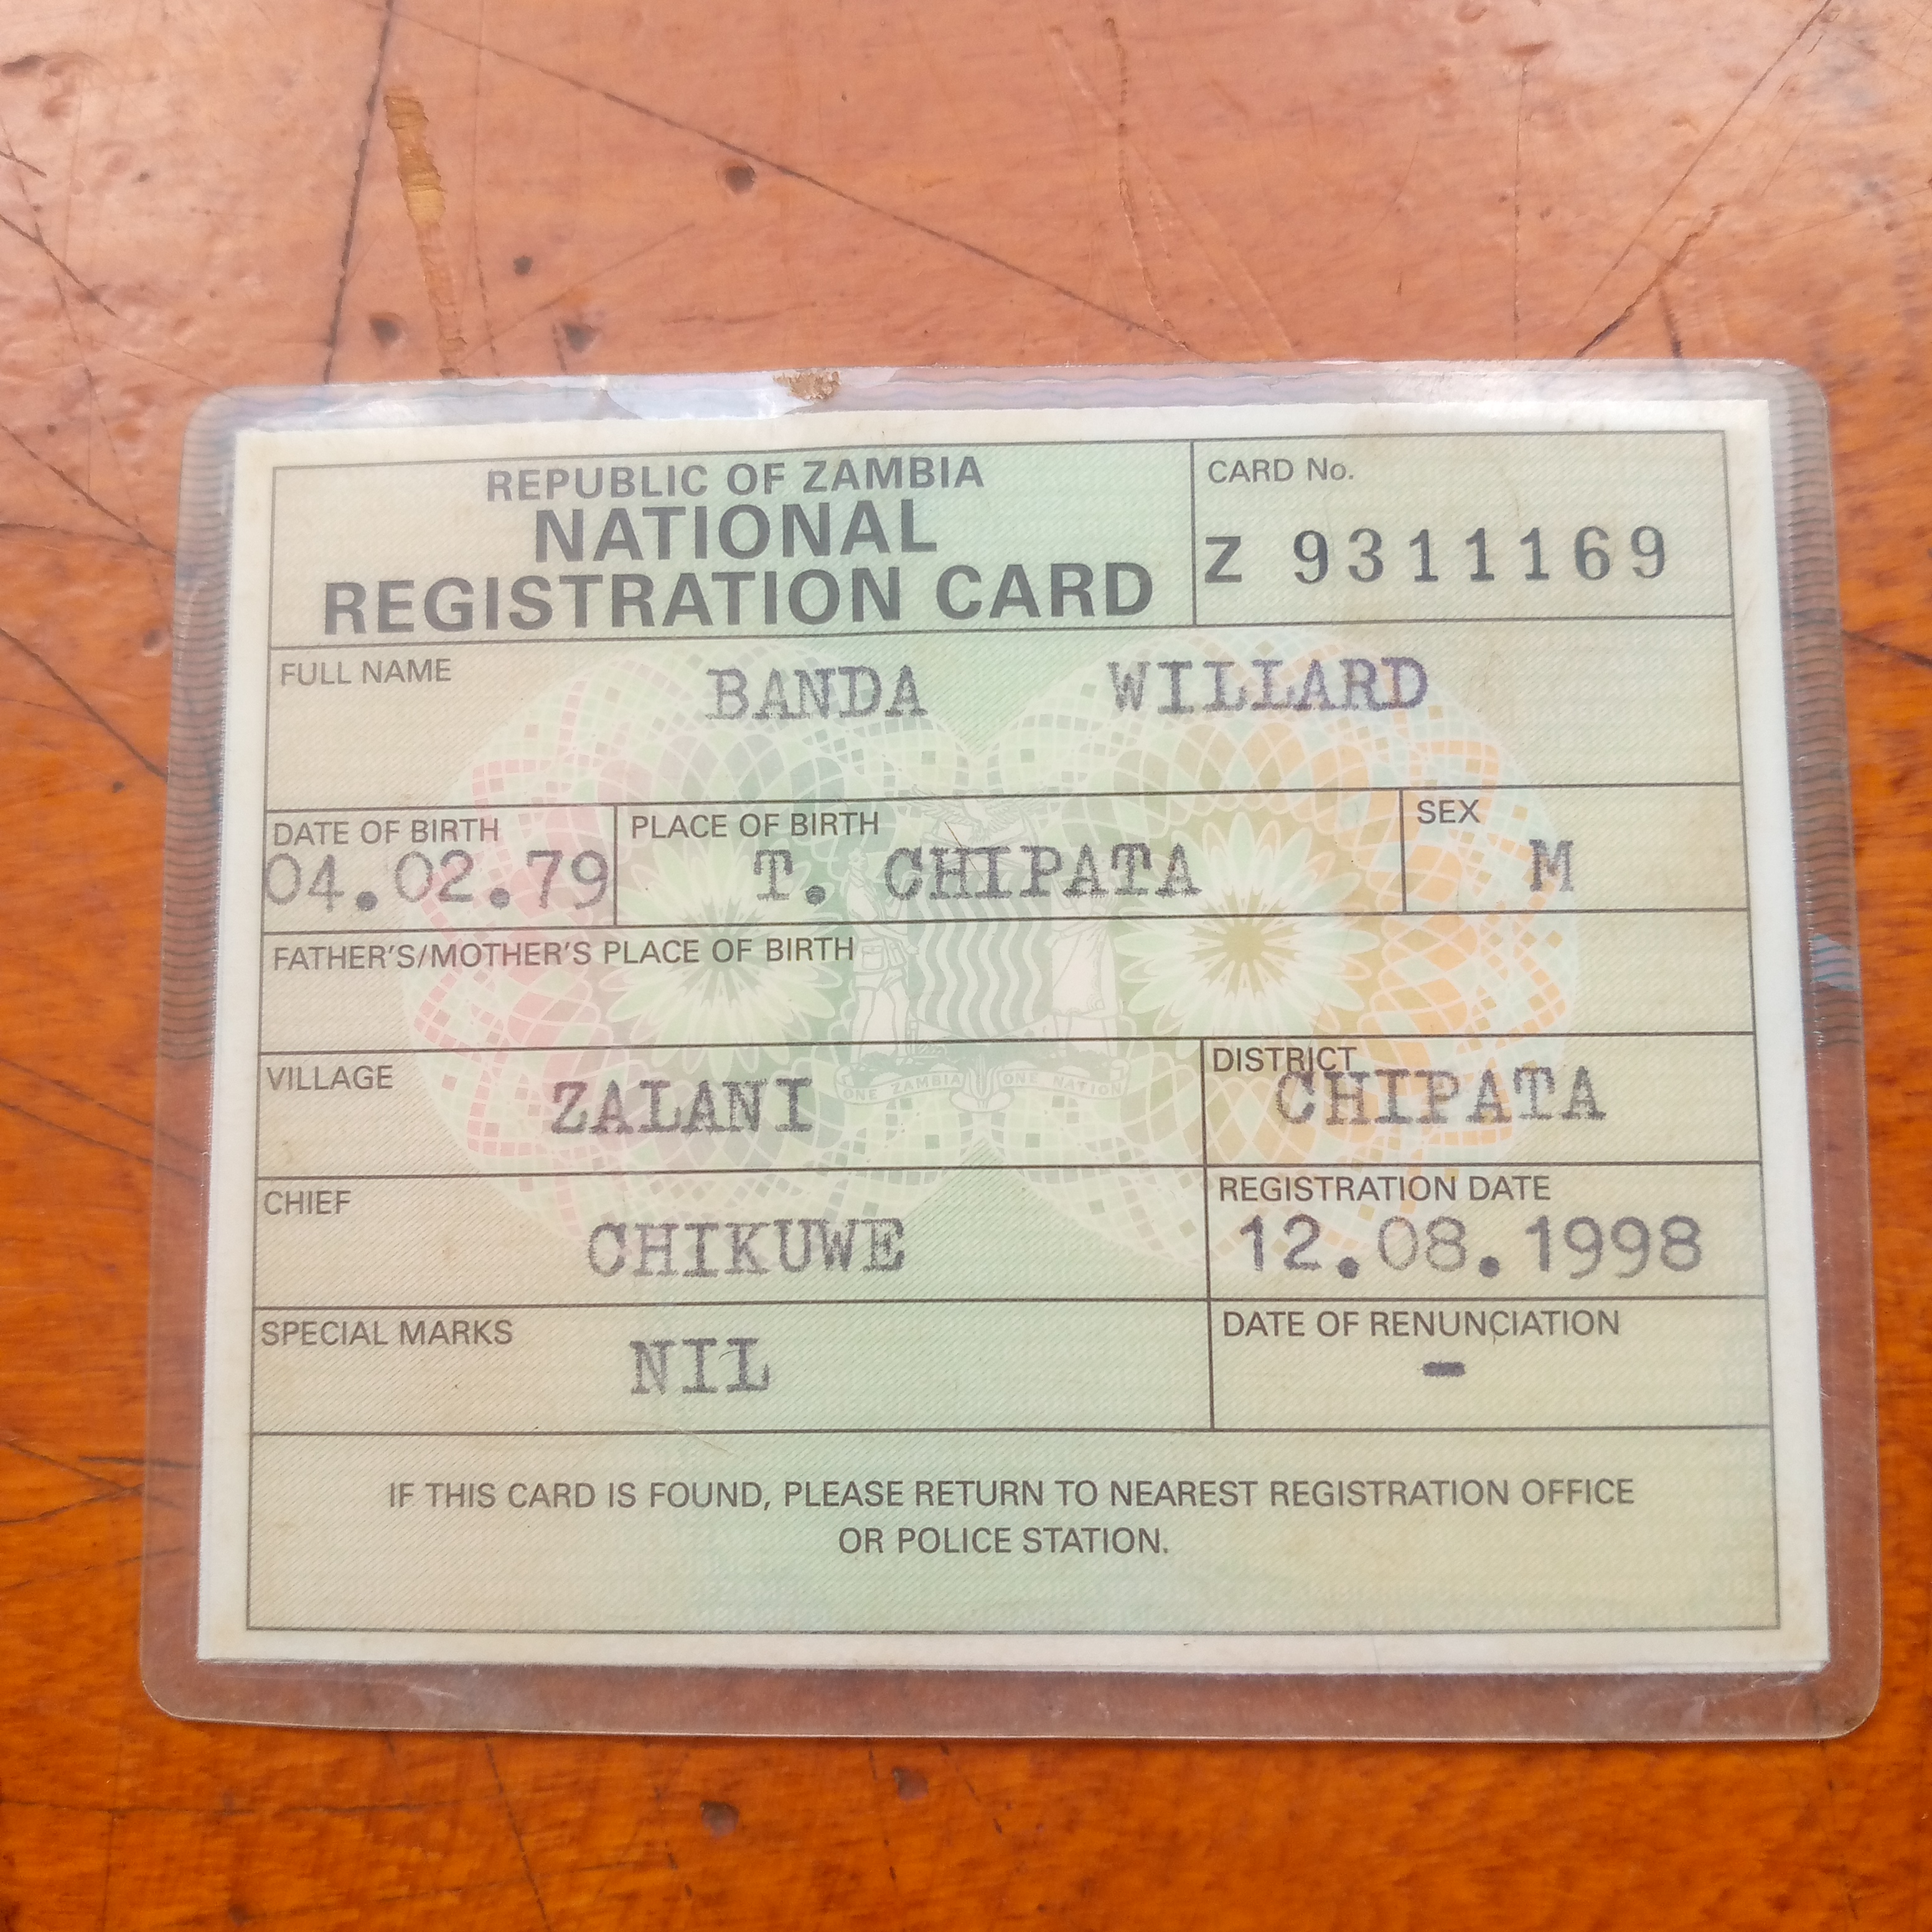 REPUBLIC OF ZAMBIA
NATIONAL
REGISTRATION CARD
CARD No.
Z 9311169
FULL NAME BANDA WILLARD
DATE OF BIRTH
04.02.79
PLACE OF BIRTH
T. CHIPATA
SEX
M
FATHER'S/MOTHER'S PLACE OF BIRTH
VILLAGE ZALANI
DISTRICT
CHIPATA
CHIEF
CHIKUWE
REGISTRATION DATE
12.08.1998
SPECIAL MARKS NIL
DATE OF RENUNCIATION
-
ONE ZAMBIA ONE NATION
IF THIS CARD IS FOUND, PLEASE RETURN TO NEAREST REGISTRATION OFFICE
OR POLICE STATION.